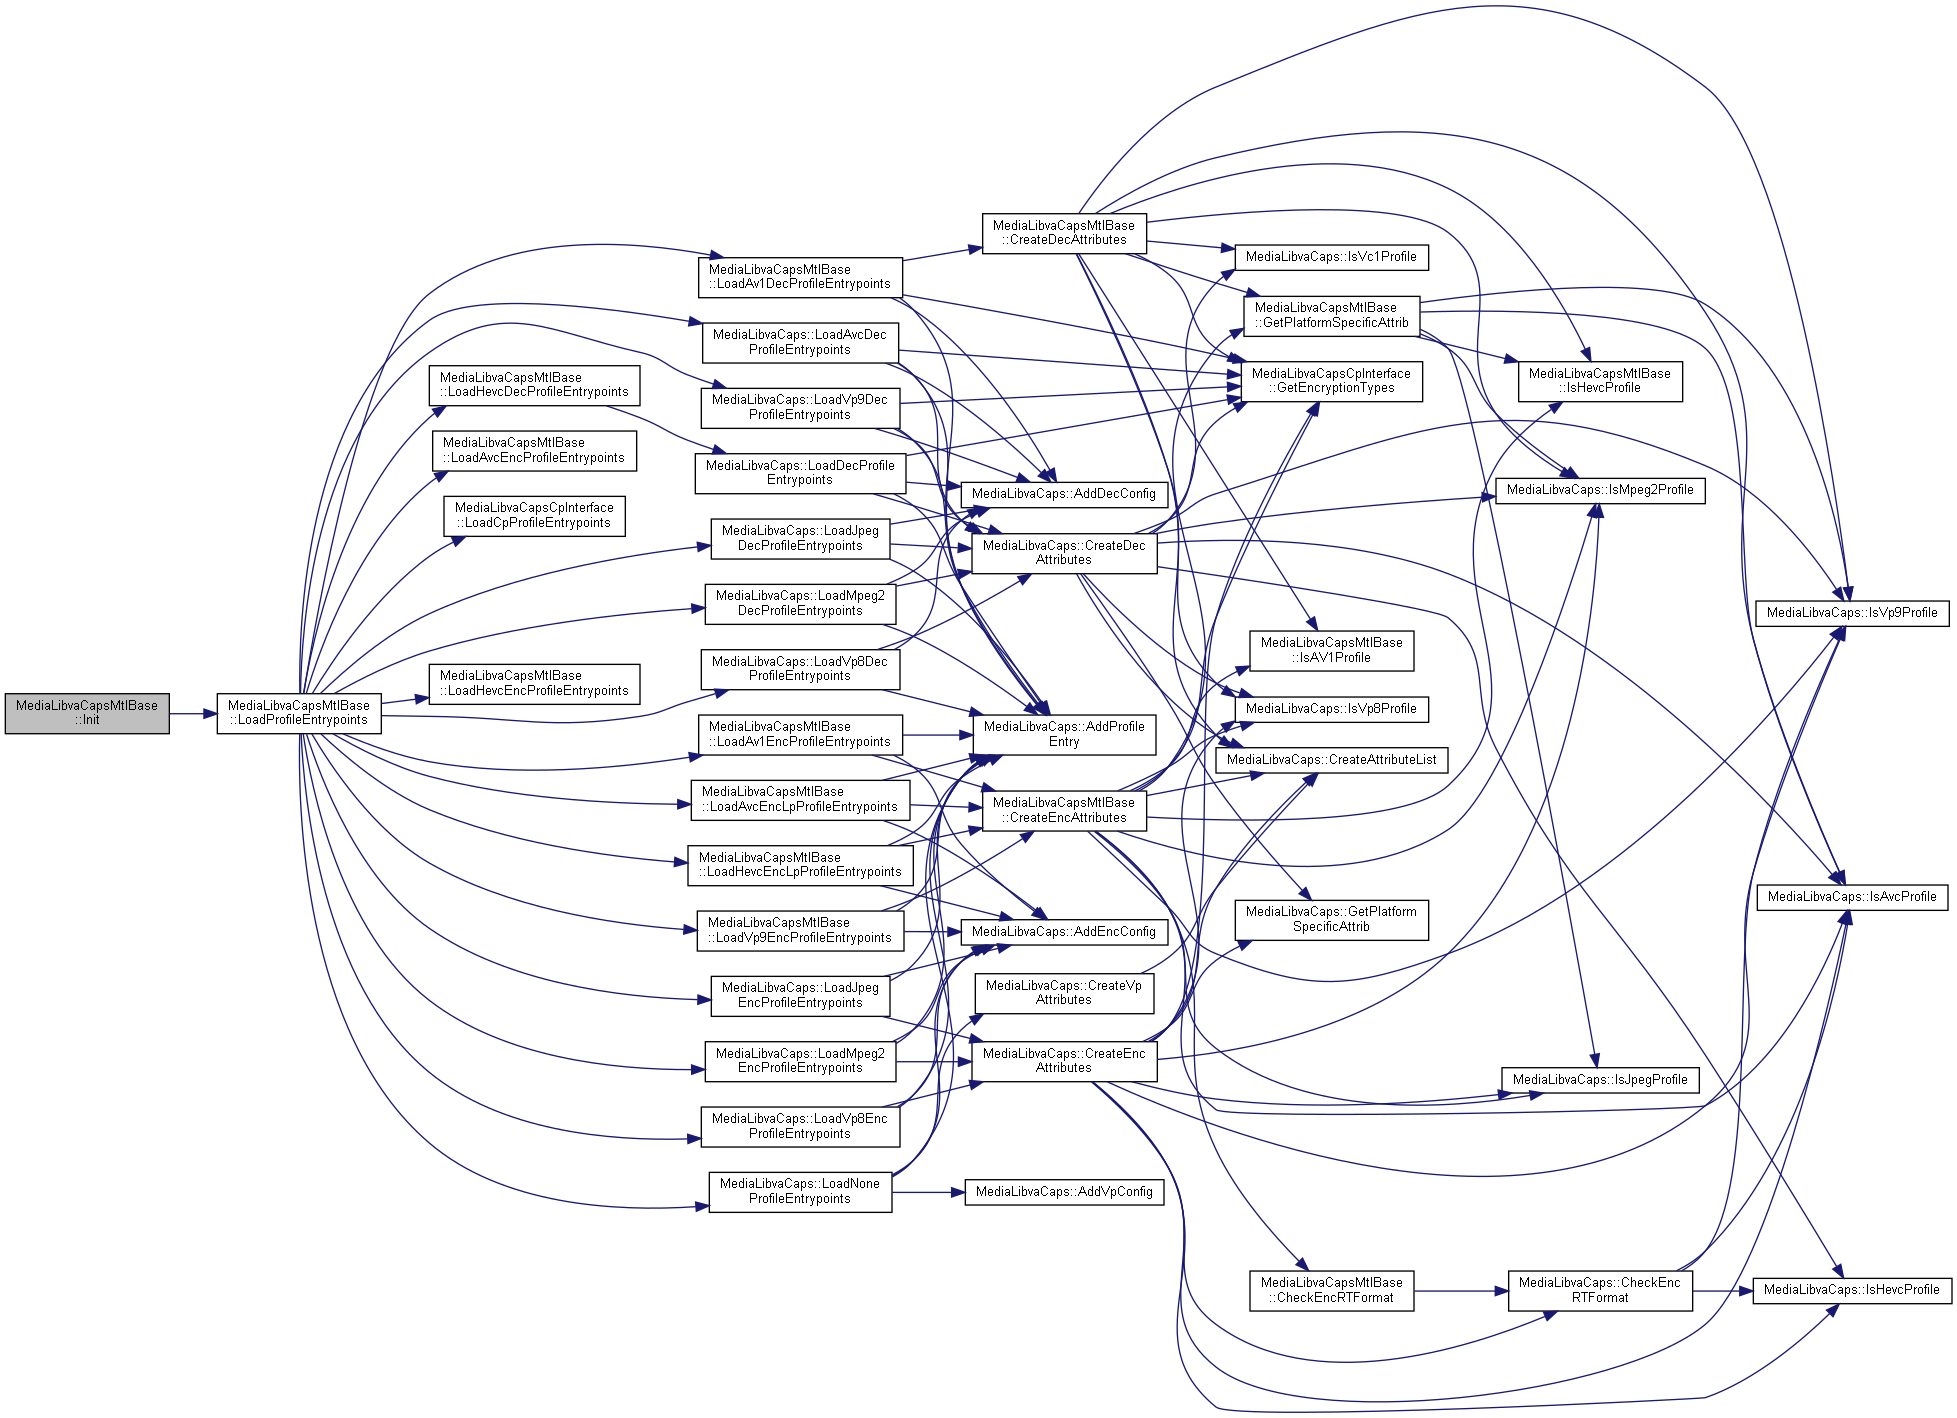 MediaLibvaCapsMtlBase
::Init
MediaLibvaCapsMtlBase
::LoadProfileEntrypoints
MediaLibvaCapsMtlBase
::LoadHevcDecProfileEntrypoints
MediaLibvaCapsMtlBase
::LoadAvcEncProfileEntrypoints
MediaLibvaCapsCpInterface
::LoadCpProfileEntrypoints
MediaLibvaCapsMtlBase
::LoadHevcEncProfileEntrypoints
MediaLibvaCapsMtlBase
::LoadAv1DecProfileEntrypoints
MediaLibvaCaps::LoadAvcDec
ProfileEntrypoints
MediaLibvaCaps::LoadVp9Dec
ProfileEntrypoints
MediaLibvaCaps::LoadDecProfile
Entrypoints
MediaLibvaCaps::LoadJpeg
DecProfileEntrypoints
MediaLibvaCaps::LoadMpeg2
DecProfileEntrypoints
MediaLibvaCaps::LoadVp8Dec
ProfileEntrypoints
MediaLibvaCapsMtlBase
::LoadAv1EncProfileEntrypoints
MediaLibvaCapsMtlBase
::LoadAvcEncLpProfileEntrypoints
MediaLibvaCapsMtlBase
::LoadHevcEncLpProfileEntrypoints
MediaLibvaCapsMtlBase
::LoadVp9EncProfileEntrypoints
MediaLibvaCaps::LoadJpeg
EncProfileEntrypoints
MediaLibvaCaps::LoadMpeg2
EncProfileEntrypoints
MediaLibvaCaps::LoadVp8Enc
ProfileEntrypoints
MediaLibvaCaps::LoadNone
ProfileEntrypoints
MediaLibvaCapsMtlBase
::CreateDecAttributes
MediaLibvaCaps::AddDecConfig
MediaLibvaCaps::CreateDec
Attributes
MediaLibvaCaps::AddProfile
Entry
MediaLibvaCapsMtlBase
::CreateEncAttributes
MediaLibvaCaps::AddEncConfig
MediaLibvaCaps::CreateVp
Attributes
MediaLibvaCaps::CreateEnc
Attributes
MediaLibvaCaps::AddVpConfig
MediaLibvaCaps::IsVc1Profile
MediaLibvaCapsMtlBase
::GetPlatformSpecificAttrib
MediaLibvaCapsCpInterface
::GetEncryptionTypes
MediaLibvaCapsMtlBase
::IsAV1Profile
MediaLibvaCaps::IsVp8Profile
MediaLibvaCaps::CreateAttributeList
MediaLibvaCaps::GetPlatform
SpecificAttrib
MediaLibvaCapsMtlBase
::CheckEncRTFormat
MediaLibvaCapsMtlBase
::IsHevcProfile
MediaLibvaCaps::IsMpeg2Profile
MediaLibvaCaps::IsJpegProfile
MediaLibvaCaps::CheckEnc
RTFormat
MediaLibvaCaps::IsVp9Profile
MediaLibvaCaps::IsAvcProfile
MediaLibvaCaps::IsHevcProfile